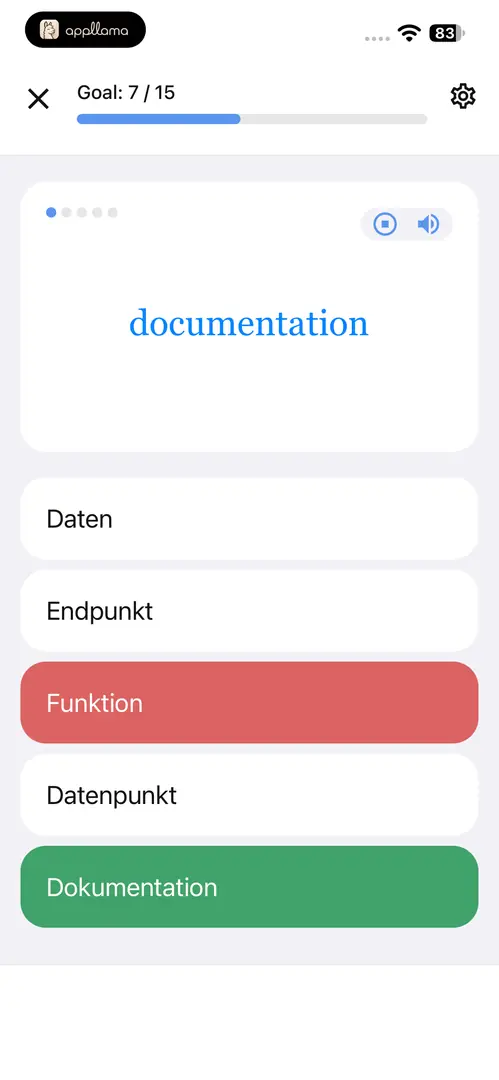 appllama
83
Goal: 7 / 15
documentation
Daten
Endpunkt
Funktion
Datenpunkt
Dokumentation